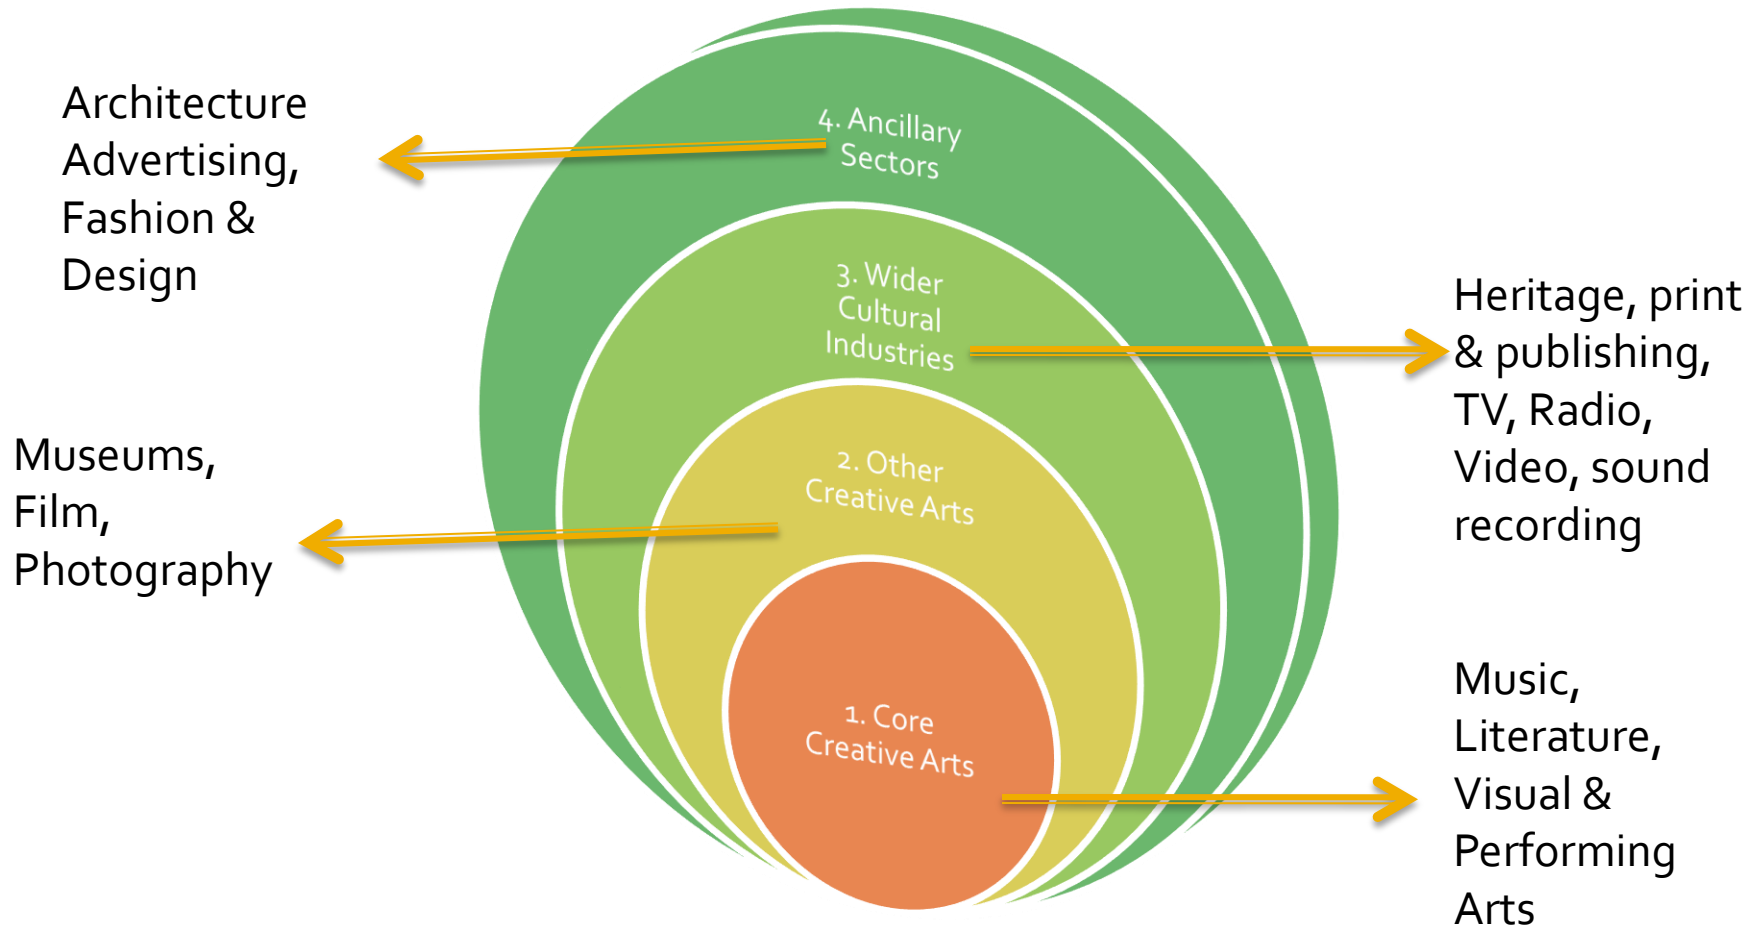 Architecture
Advertising,
Fashion &
Design
4. Ancillary
Sectors
3. Wider
Cultural
Industries
Heritage, print
& publishing,
TV, Radio,
Video, sound
recording
Museums,
Film,
Photography
2. Other
Creative Arts
1. Core
Creative Arts
Music,
Literature,
Visual &
Performing
Arts